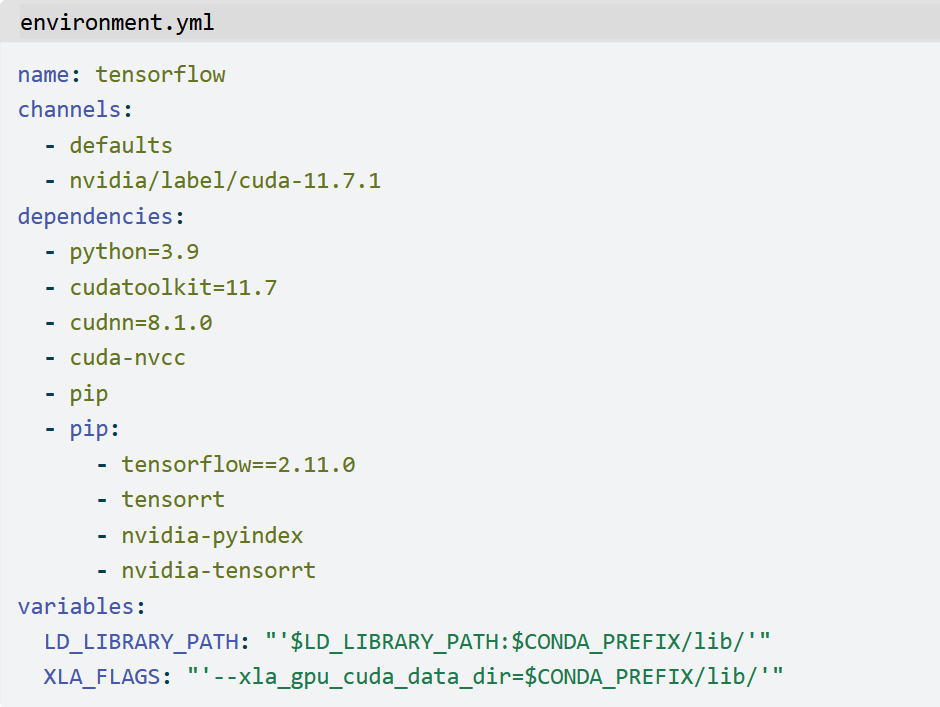 environment.yml
name: tensorflow
channels:
  - defaults
  - nvidia/label/cuda-11.7.1
dependencies:
  - python=3.9
  - cudatoolkit=11.7
  - cudnn=8.1.0
  - cuda-nvcc
  - pip
  - pip:
      - tensorflow==2.11.0
      - tensorrt
      - nvidia-pyindex
      - nvidia-tensorrt
variables:
  LD_LIBRARY_PATH: "'$LD_LIBRARY_PATH:$CONDA_PREFIX/lib/'"
  XLA_FLAGS: "'--xla_gpu_cuda_data_dir=$CONDA_PREFIX/lib/'"